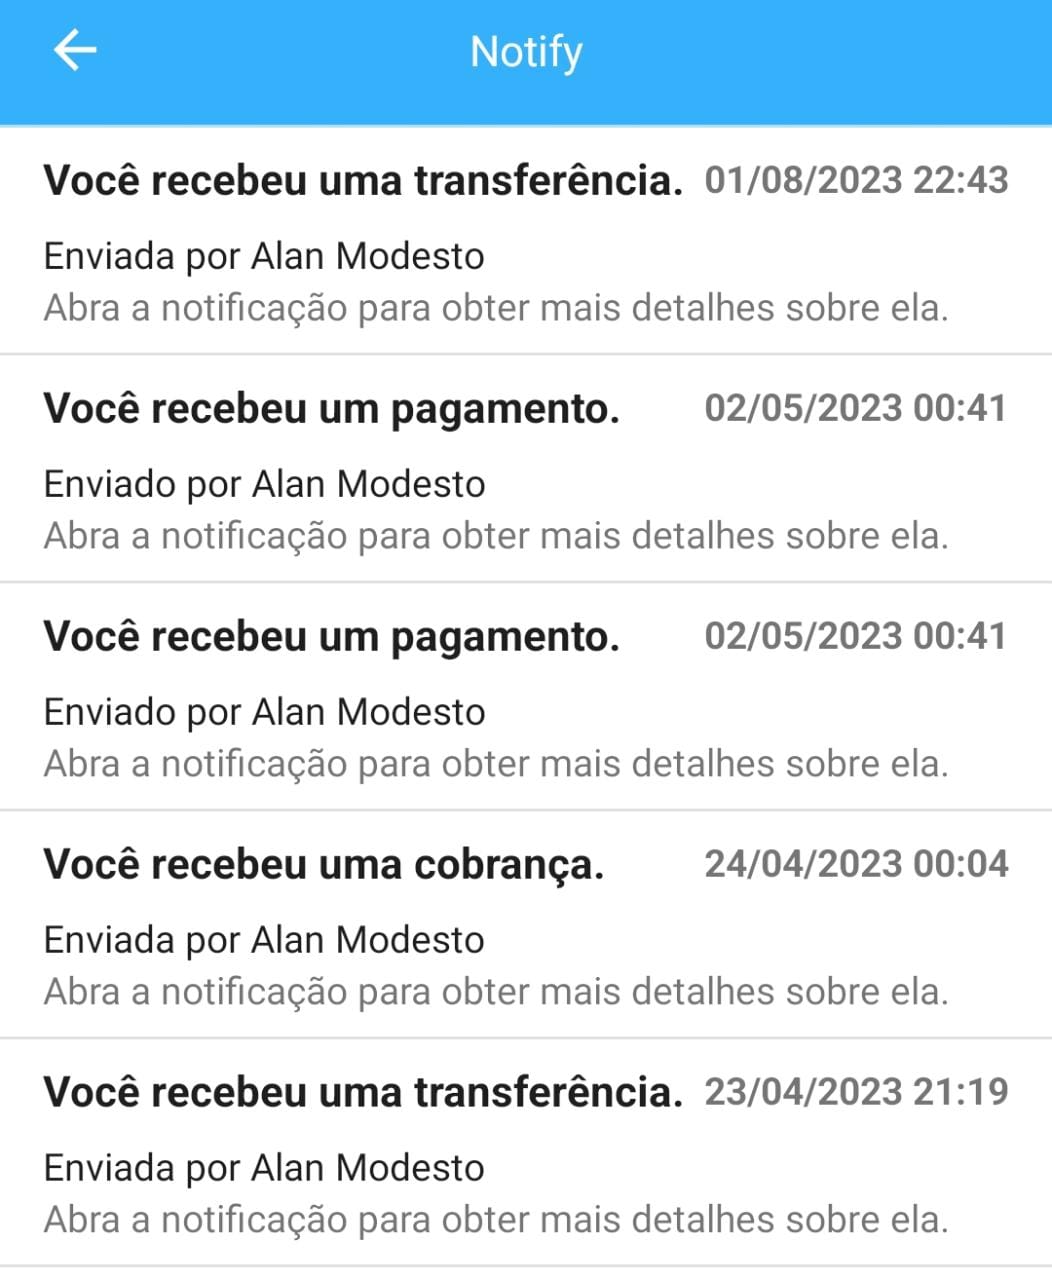 Notify
Você recebeu uma transferência. 01/08/2023 22:43
Enviada por Alan Modesto
Abra a notificação para obter mais detalhes sobre ela.
Você recebeu um pagamento. 02/05/2023 00:41
Enviado por Alan Modesto
Abra a notificação para obter mais detalhes sobre ela.
Você recebeu um pagamento. 02/05/2023 00:41
Enviado por Alan Modesto
Abra a notificação para obter mais detalhes sobre ela.
Você recebeu uma cobrança. 24/04/2023 00:04
Enviada por Alan Modesto
Abra a notificação para obter mais detalhes sobre ela.
Você recebeu uma transferência. 23/04/2023 21:19
Enviada por Alan Modesto
Abra a notificação para obter mais detalhes sobre ela.